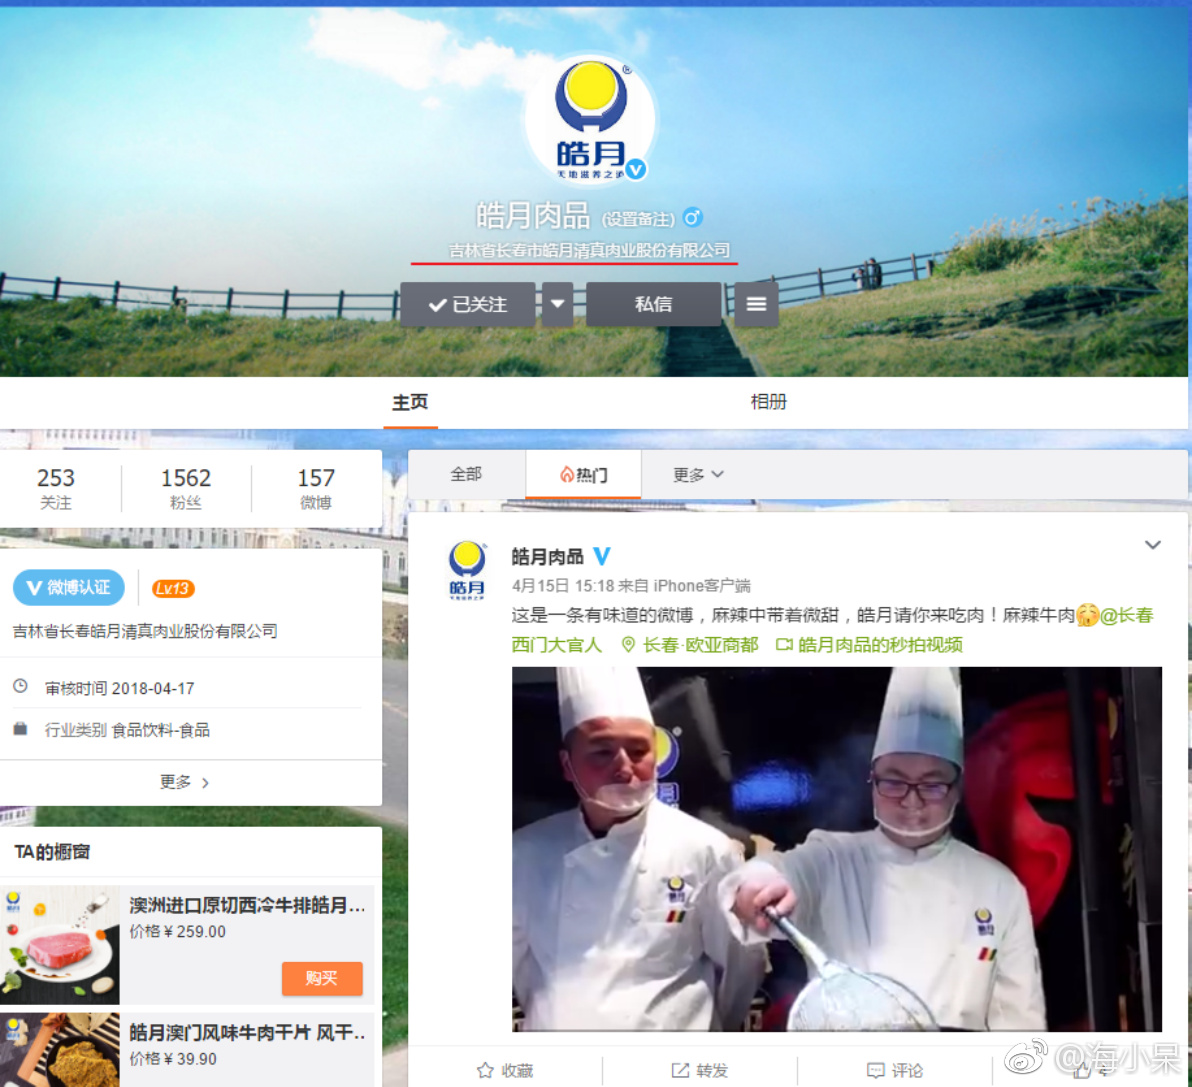 皓月
天地滋养之道
皓月肉品 (设置备注)
吉林省长春市皓月清真肉业股份有限公司
已关注
私信
主页
相册
253
1562
157
关注
粉丝
微博
全部
热门
更多
微博认证
Lv.13
吉林省长春皓月清真肉业股份有限公司
审核时间 2018-04-17
行业类别 食品饮料-食品
更多
TA的橱窗
澳洲进口原切西冷牛排皓月...
价格 ¥ 259.00
购买
皓月澳门风味牛肉干片 风干...
价格 ¥ 39.90
皓月
皓月肉品
4月15日 15:18 来自 iPhone客户端
这是一条有味道的微博，麻辣中带着微甜，皓月请你来吃肉！麻辣牛肉@长春
西门大官人 长春·欧亚商都 皓月肉品的秒拍视频
皓月
收藏
转发
评论
@海小呆